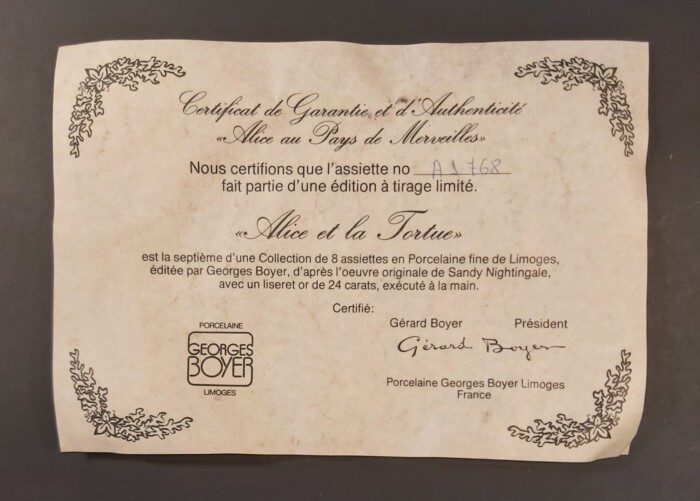 Certificat de Garantie et d'Authenticité
«Alice au Pays de Merveilles»
Nous certifions que l'assiette no A1768
fait partie d'une édition à tirage limité.
«Alice et la Tortue»
est la septième d'une Collection de 8 assiettes en Porcelaine fine de Limoges,
éditée par Georges Boyer, d'après l'oeuvre originale de Sandy Nightingale,
avec un liseret or de 24 carats, exécuté à la main.
Certifié:
Gérard Boyer Président
Gérard Boyer
PORCELAINE
GEORGES
BOYER
LIMOGES
Porcelaine Georges Boyer Limoges
France